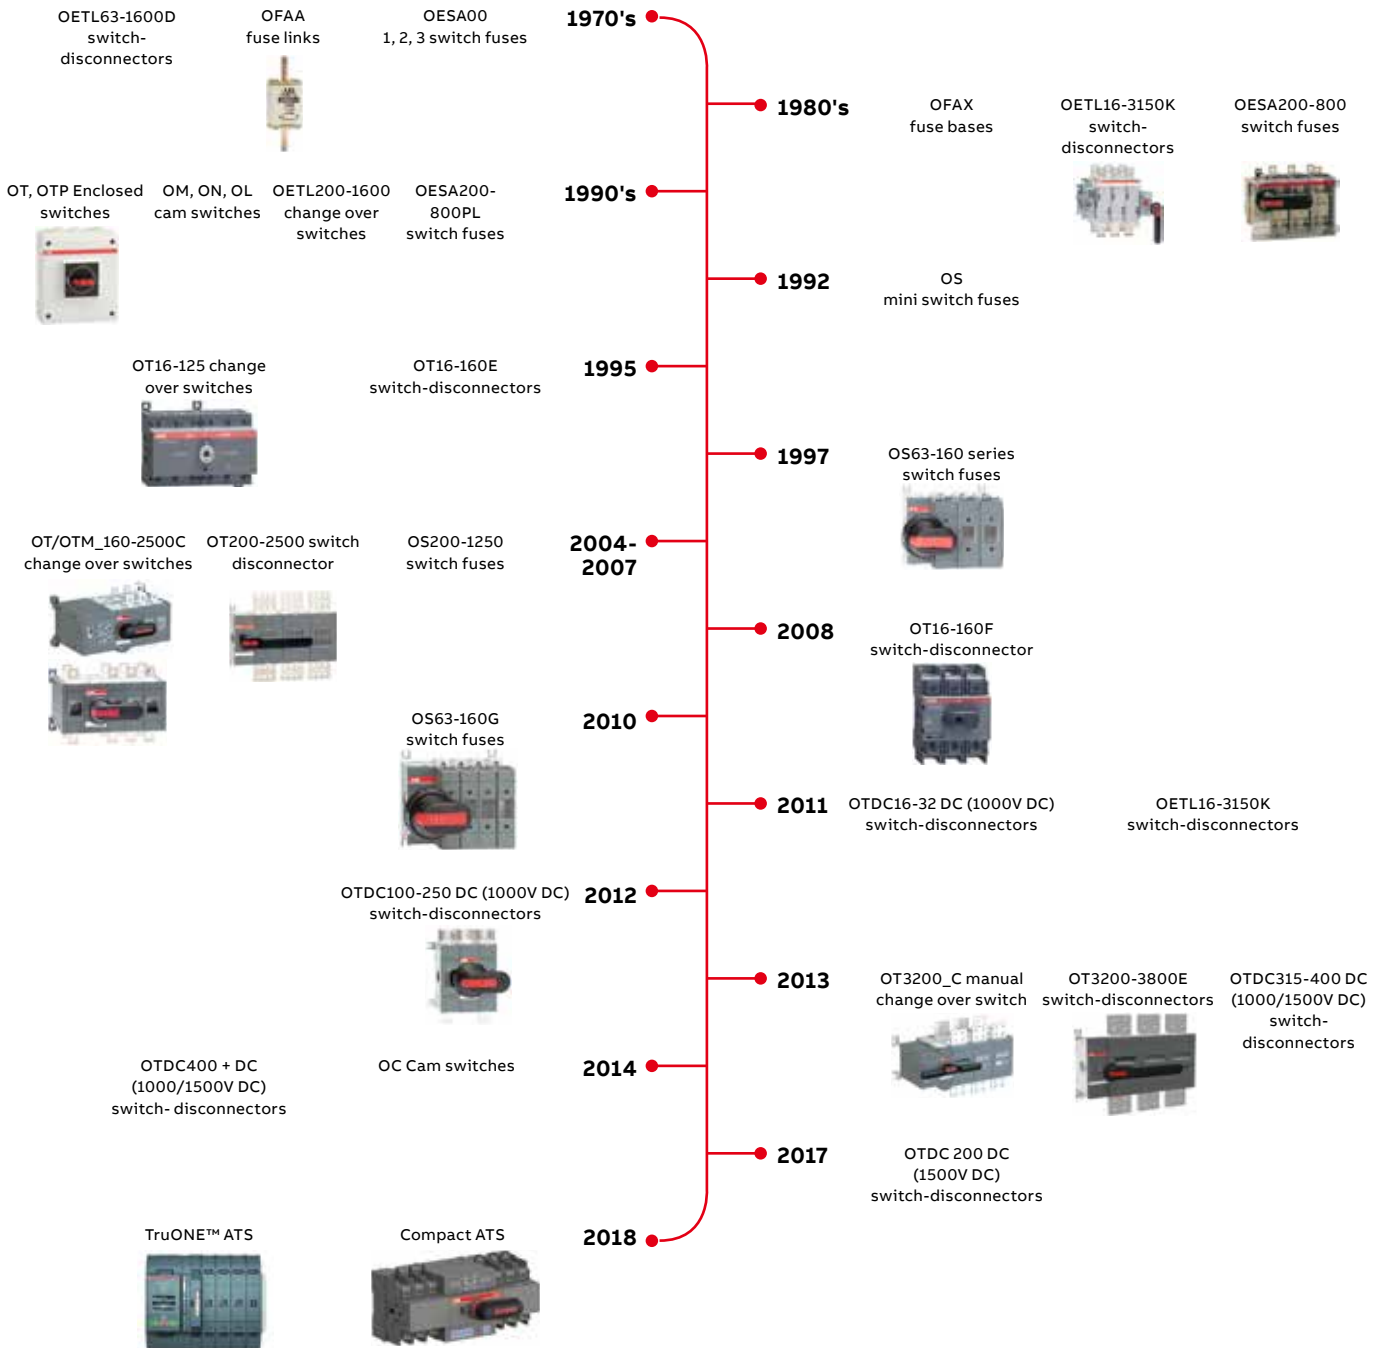 OETL63-1600D
switch-
disconnectors
OFAA
fuse links
OESA00
1, 2, 3 switch fuses
1970's
1980's
OFAX
fuse bases
OETL16-3150K
switch-
disconnectors
OESA200-800
switch fuses
OT, OTP Enclosed
switches
OM, ON, OL
cam switches
OETL200-1600
change over
switches
OESA200-
800PL
switch fuses
1990's
1992
OS
mini switch fuses
OT16-125 change
over switches
OT16-160E
switch-disconnectors
1995
1997
OS63-160 series
switch fuses
OT/OTM_160-2500C
change over switches
OT200-2500 switch
disconnector
OS200-1250
switch fuses
2004-
2007
2008
OT16-160F
switch-disconnector
OS63-160G
switch fuses
2010
2011
OTDC16-32 DC (1000V DC)
switch-disconnectors
OETL16-3150K
switch-disconnectors
OTDC100-250 DC (1000V DC)
switch-disconnectors
2012
2013
OT3200_C manual
change over switch
OT3200-3800E
switch-disconnectors
OTDC315-400 DC
(1000/1500V DC)
switch-
disconnectors
OTDC400 + DC
(1000/1500V DC)
switch- disconnectors
OC Cam switches
2014
2017
OTDC 200 DC
(1500V DC)
switch-disconnectors
TruONE™ ATS
Compact ATS
2018